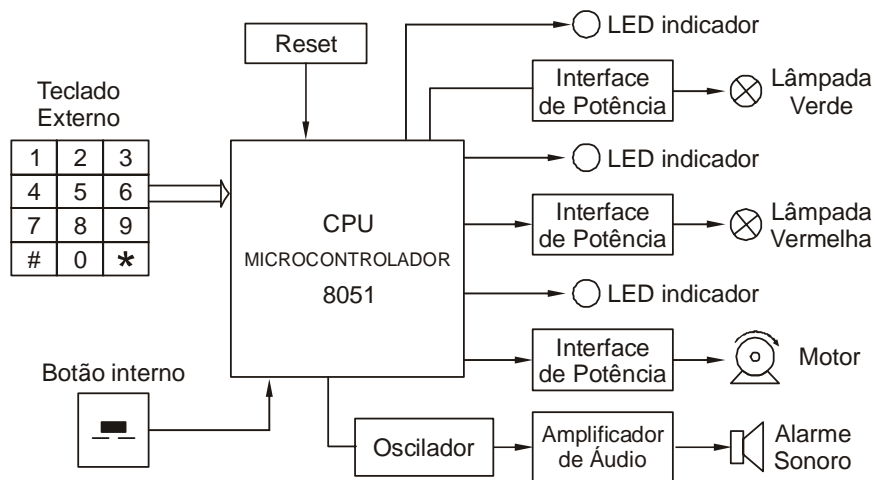 Reset
Teclado
Externo
1 2 3
4 5 6
7 8 9
# 0 *
Botão interno
CPU
MICROCONTROLADOR
8051
LED indicador
Interface
de Potência
Lâmpada
Verde
LED indicador
Interface
de Potência
Lâmpada
Vermelha
LED indicador
Interface
de Potência
Motor
Oscilador
Amplificador
de Áudio
Alarme
Sonoro